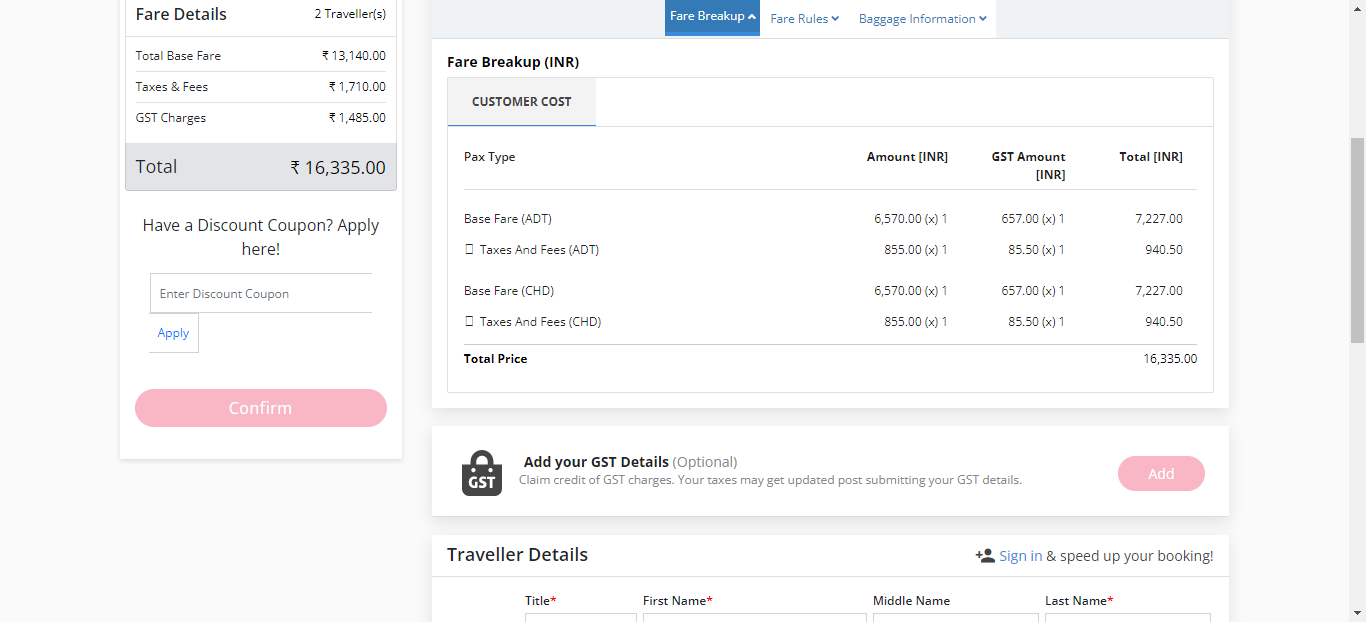 Fare Details 2 Traveller(s)
Total Base Fare ₹ 13,140.00
Taxes & Fees ₹ 1,710.00
GST Charges ₹ 1,485.00
Total ₹ 16,335.00
Have a Discount Coupon? Apply
here!
Enter Discount Coupon
Apply
Confirm
Fare Breakup Fare Rules Baggage Information
Fare Breakup (INR)
CUSTOMER COST
Pax Type Amount [INR] GST Amount Total [INR]
[INR]
Base Fare (ADT) 6,570.00 (x) 1 657.00 (x) 1 7,227.00
Taxes And Fees (ADT) 855.00 (x) 1 85.50 (x) 1 940.50
Base Fare (CHD) 6,570.00 (x) 1 657.00 (x) 1 7,227.00
Taxes And Fees (CHD) 855.00 (x) 1 85.50 (x) 1 940.50
Total Price 16,335.00
GST
Add your GST Details (Optional)
Claim credit of GST charges. Your taxes may get updated post submitting your GST details.
Add
Traveller Details Sign in & speed up your booking!
Title* First Name* Middle Name Last Name*